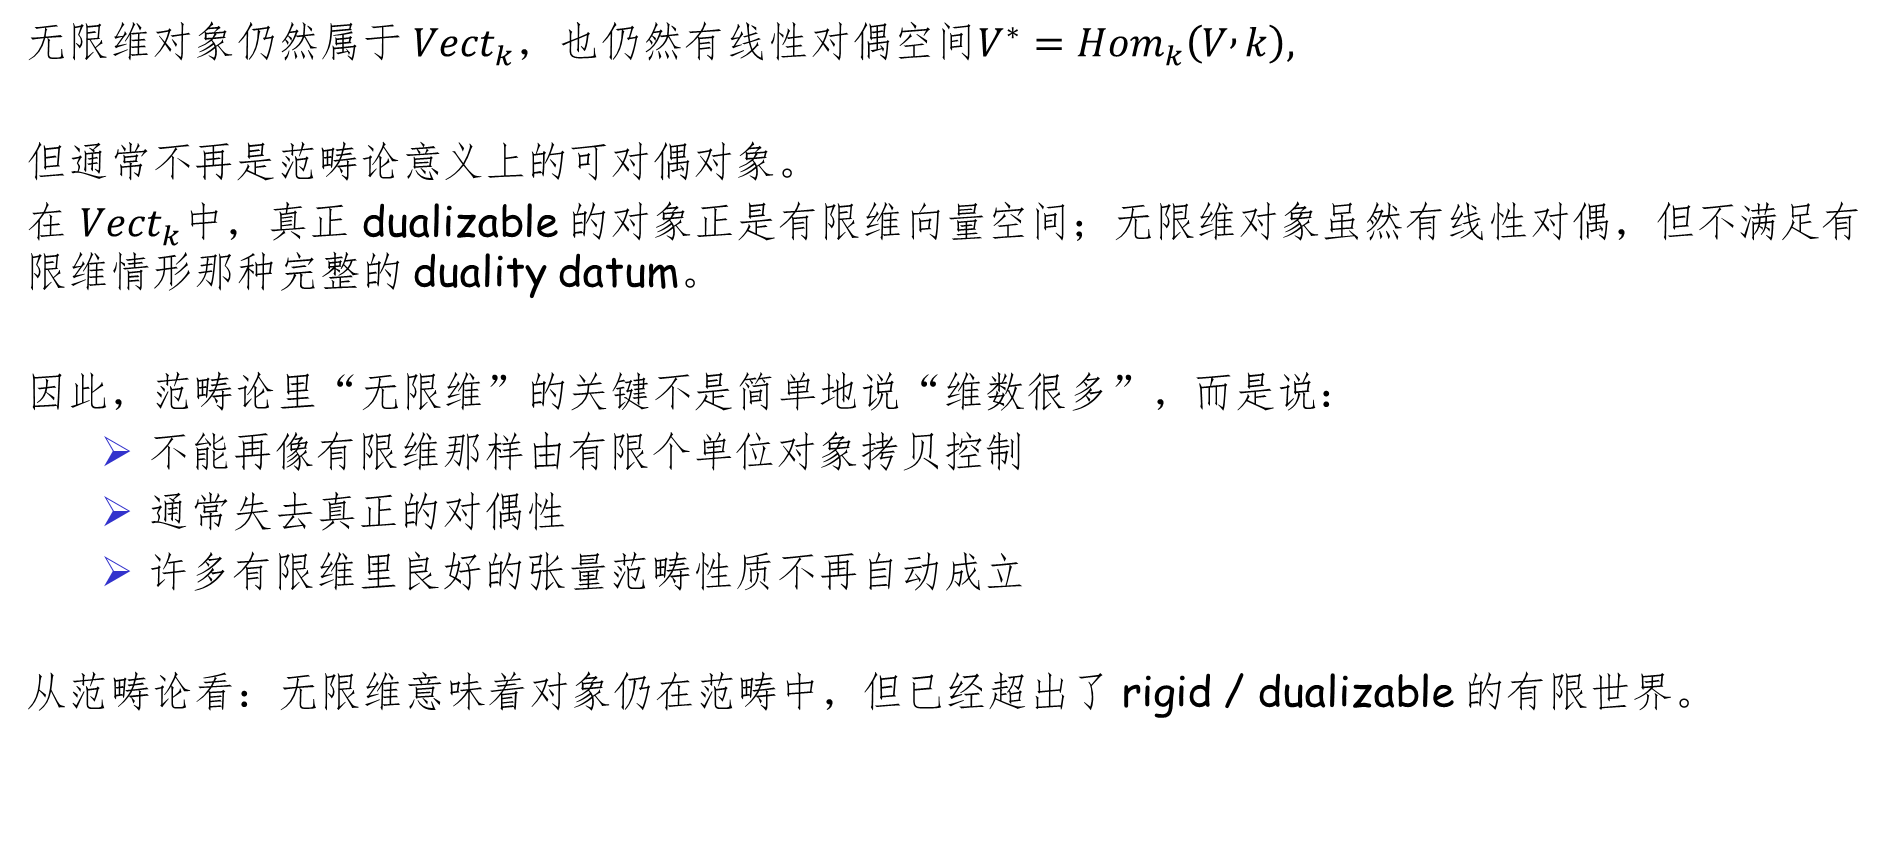 无限维对象仍然属于 Vectₖ，也仍然有线性对偶空间V* = Homₖ(V, k),
但通常不再是范畴论意义上的可对偶对象。
在 Vectₖ中，真正 dualizable 的对象正是有限维向量空间；无限维对象虽然有线性对偶，但不满足有
限维情形那种完整的 duality datum。
因此，范畴论里“无限维”的关键不是简单地说“维数很多”，而是说：
➢ 不能再像有限维那样由有限个单位对象拷贝控制
➢ 通常失去真正的对偶性
➢ 许多有限维里良好的张量范畴性质不再自动成立
从范畴论看：无限维意味着对象仍在范畴中，但已经超出了 rigid / dualizable 的有限世界。